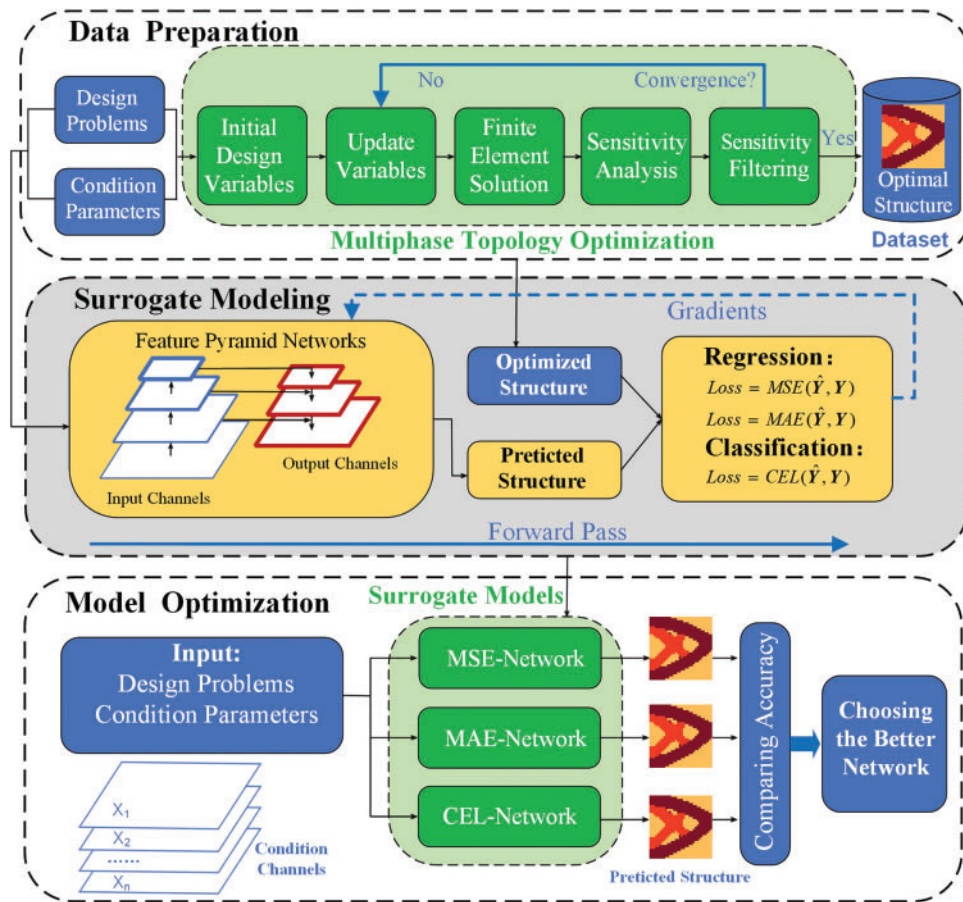 Data Preparation
Design
Problems
Condition
Parameters
Initial
Design
Variables
Update
Variables
Finite
Element
Solution
Sensitivity
Analysis
Sensitivity
Filtering
No
Convergence?
Yes
Optimal
Structure
Dataset
Multiphase Topology Optimization
Surrogate Modeling
Feature Pyramid Networks
Input Channels
Output Channels
Optimized
Structure
Preticted
Structure
Gradients
Regression:
Loss = MSE(Ŷ, Y)
Loss = MAE(Ŷ, Y)
Classification:
Loss = CEL(Ŷ, Y)
Forward Pass
Model Optimization
Input:
Design Problems
Condition Parameters
X1
X2
......
Xn
Condition
Channels
Surrogate Models
MSE-Network
MAE-Network
CEL-Network
Preticted Structure
Comparing Accuracy
Choosing
the Better
Network